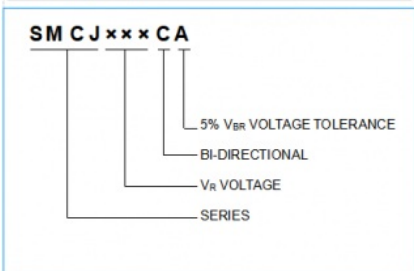 SMCJ×××CA
5% VBR VOLTAGE TOLERANCE
BI-DIRECTIONAL
VR VOLTAGE
SERIES